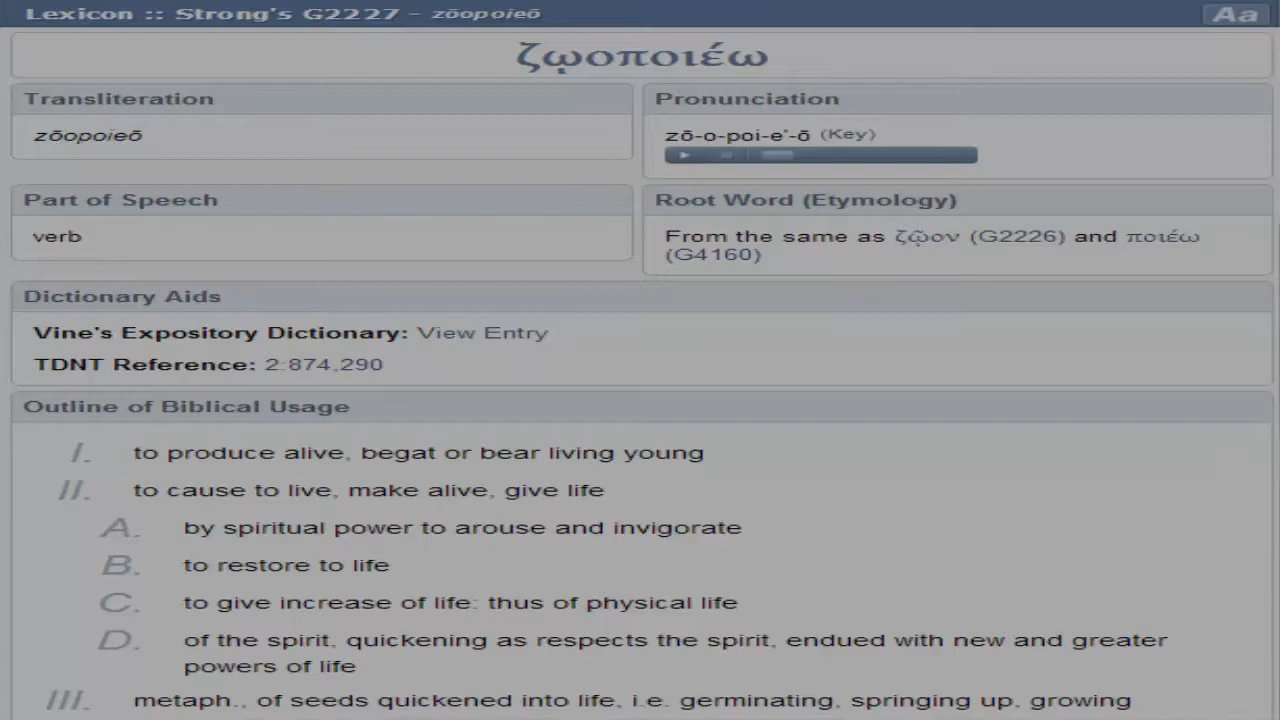 Lexicon :: Strong's G2227 - zōopoieō
Aa
ζῳοποιέω
Transliteration
Pronunciation
zōopoieō
zō-o-poi-e'-ō (Key)
Part of Speech
Root Word (Etymology)
verb
From the same as ζῷον (G2226) and ποιέω
(G4160)
Dictionary Aids
Vine's Expository Dictionary: View Entry
TDNT Reference: 2:874,290
Outline of Biblical Usage
I. to produce alive, begat or bear living young
II. to cause to live, make alive, give life
A. by spiritual power to arouse and invigorate
B. to restore to life
C. to give increase of life: thus of physical life
D. of the spirit, quickening as respects the spirit, endued with new and greater
powers of life
III. metaph., of seeds quickened into life, i.e. germinating, springing up, growing